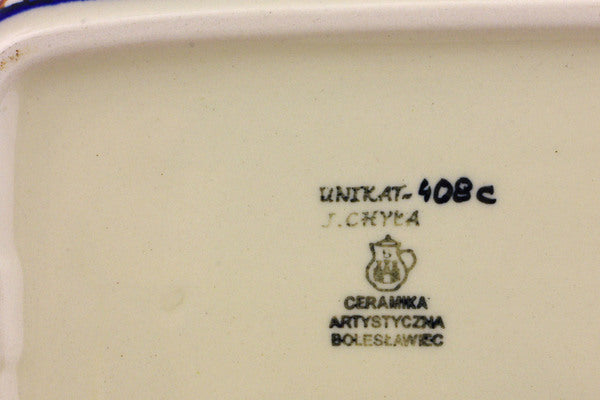 UNIKAT-408c
J.CHYŁA
CERAMIKA
ARTYSTYCZNA
BOLESŁAWIEC